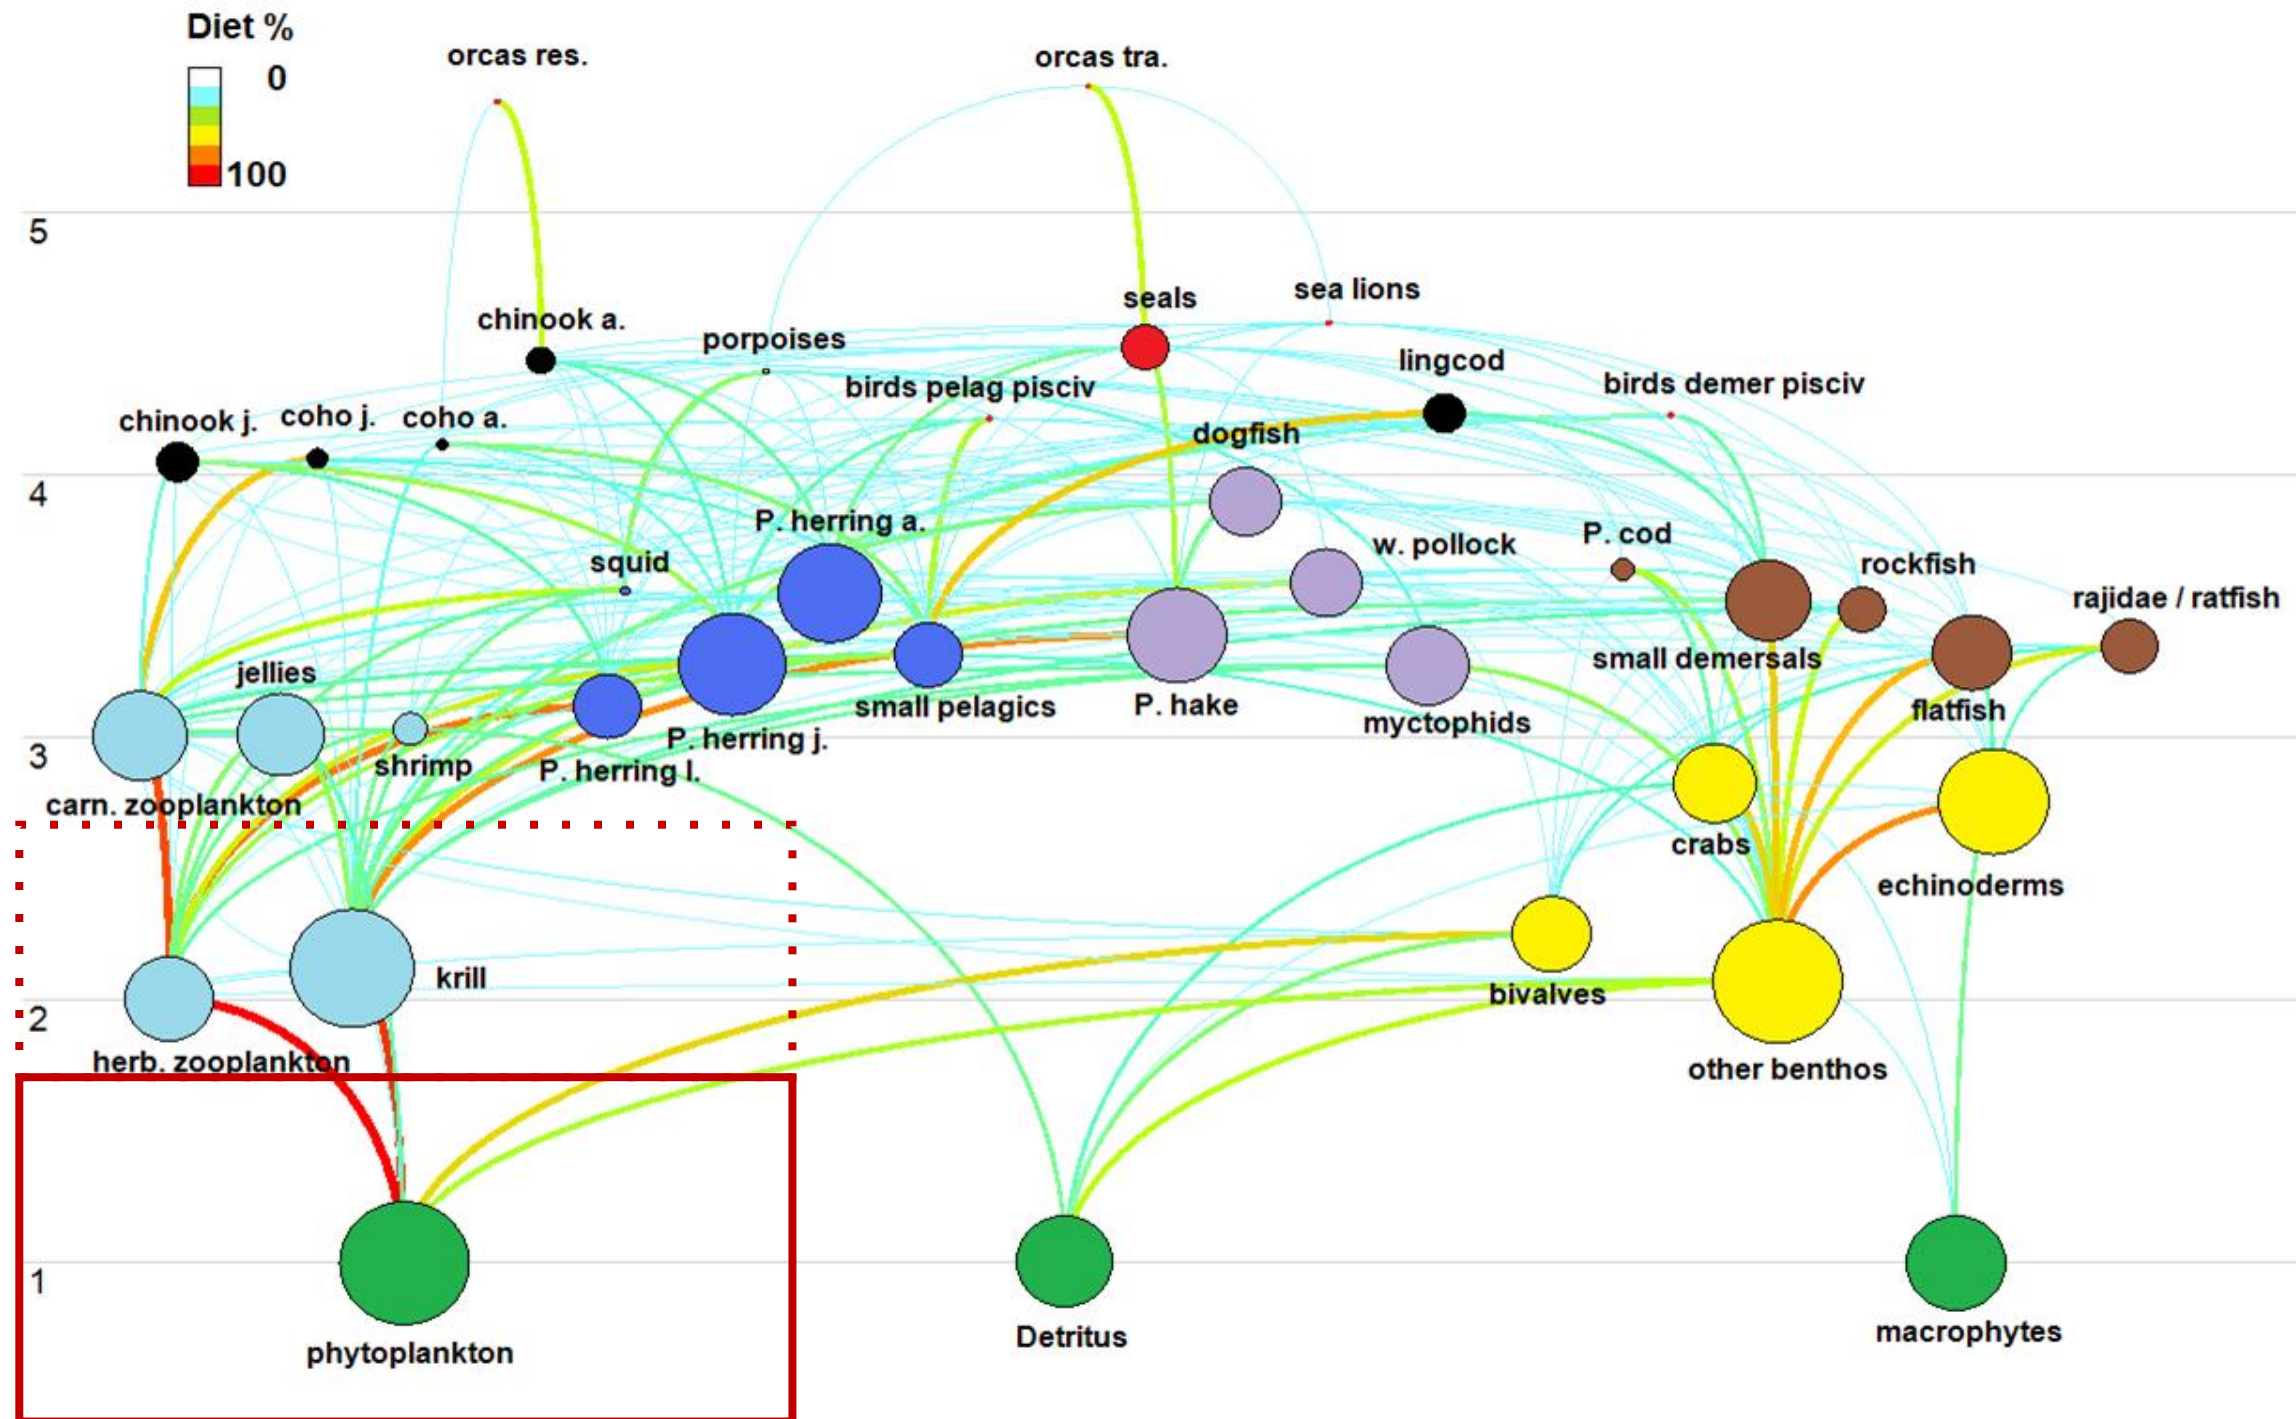 Diet %
0
100
orcas res.
orcas tra.
5
chinook a.
porpoises
seals
sea lions
birds pelag pisciv
lingcod
birds demer pisciv
chinook j.
coho j.
coho a.
dogfish
4
P. herring a.
squid
w. pollock
P. cod
rockfish
rajidae / ratfish
jellies
small demersals
shrimp
P. herring l.
P. herring j.
small pelagics
P. hake
myctophids
flatfish
3
carn. zooplankton
crabs
echinoderms
krill
bivalves
2
herb. zooplankton
other benthos
1
phytoplankton
Detritus
macrophytes